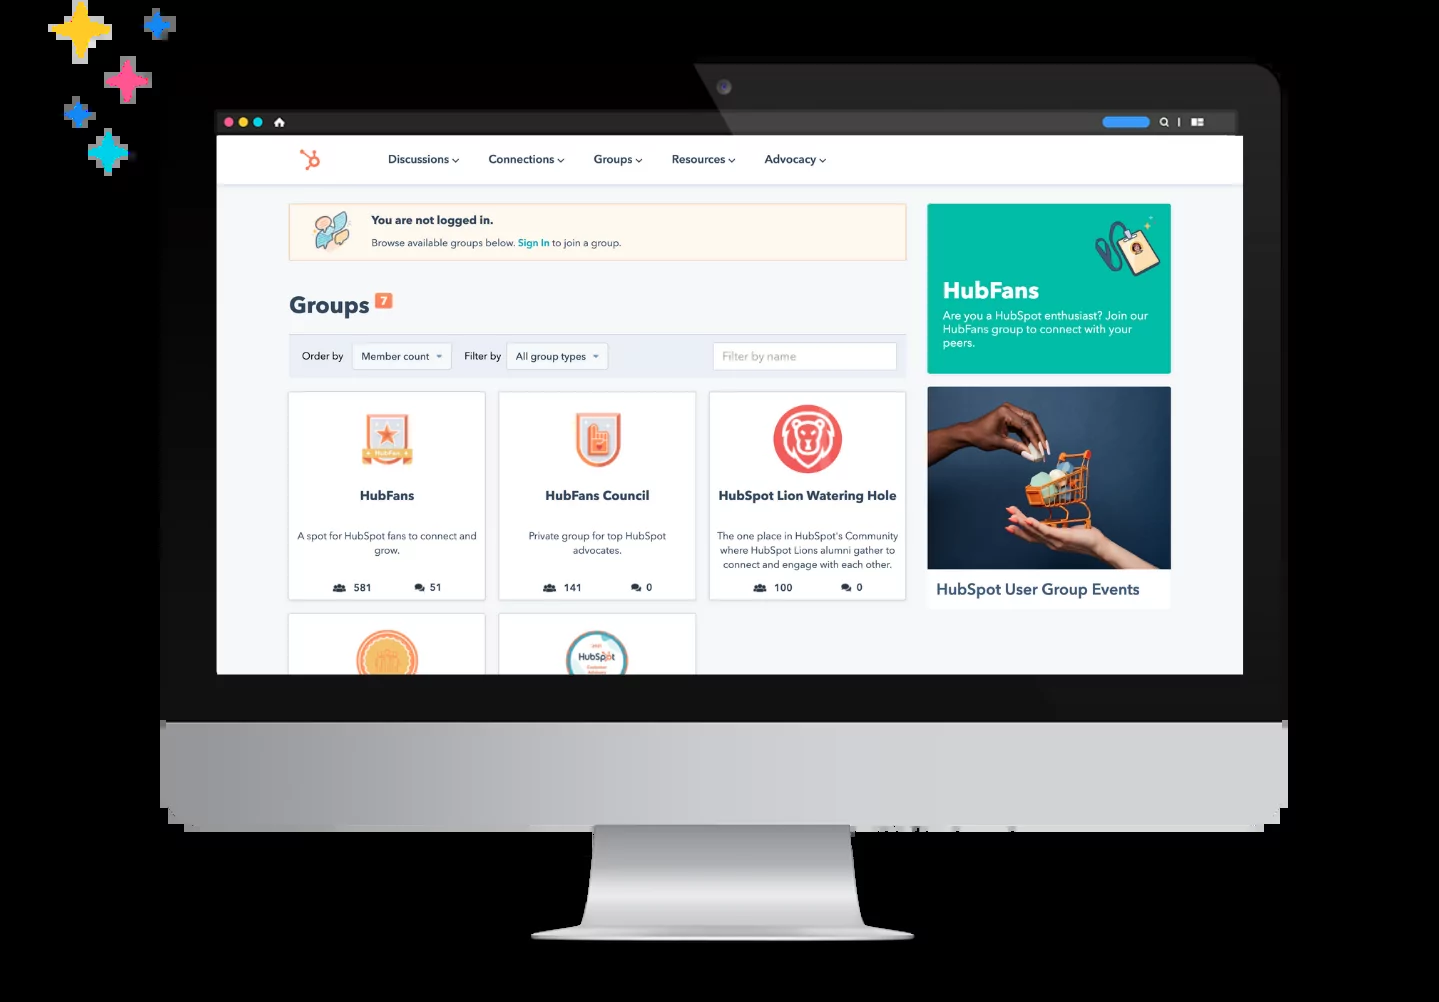 Discussions Connections Groups Resources Advocacy
You are not logged in.
Browse available groups below. Sign In to join a group.
Groups 7
Order by Member count Filter by All group types Filter by name
HubFan
HubFans
A spot for HubSpot fans to connect and
grow.
581 51
HubFans Council
Private group for top HubSpot
advocates.
141 0
HubSpot Lion Watering Hole
The one place in HubSpot's Community
where HubSpot Lions alumni gather to
connect and engage with each other.
100 0
HubSpot
Customer
HubFans
Are you a HubSpot enthusiast? Join our
HubFans group to connect with your
peers.
HubSpot User Group Events